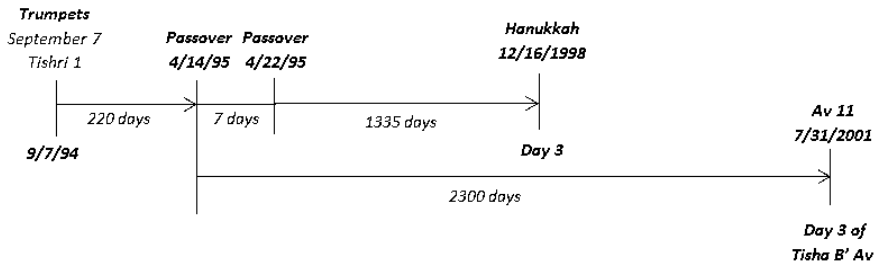 Trumpets
September 7
Tishri 1
Passover
4/14/95
Passover
4/22/95
Hanukkah
12/16/1998
220 days
7 days
1335 days
Av 11
7/31/2001
9/7/94
Day 3
2300 days
Day 3 of
Tisha B' Av